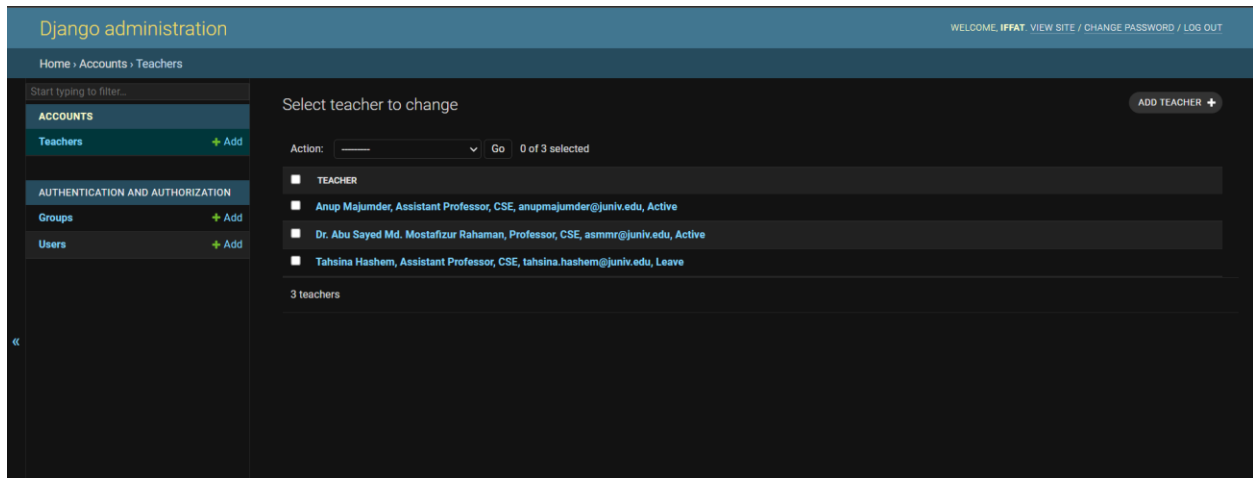 Django administration
WELCOME, IFFAT. VIEW SITE / CHANGE PASSWORD / LOG OUT
Home › Accounts › Teachers
Start typing to filter...
ACCOUNTS
Teachers + Add
AUTHENTICATION AND AUTHORIZATION
Groups + Add
Users + Add
«
Select teacher to change
ADD TEACHER +
Action: --------- Go 0 of 3 selected
TEACHER
Anup Majumder, Assistant Professor, CSE, anupmajumder@juniv.edu, Active
Dr. Abu Sayed Md. Mostafizur Rahaman, Professor, CSE, asmmr@juniv.edu, Active
Tahsina Hashem, Assistant Professor, CSE, tahsina.hashem@juniv.edu, Leave
3 teachers